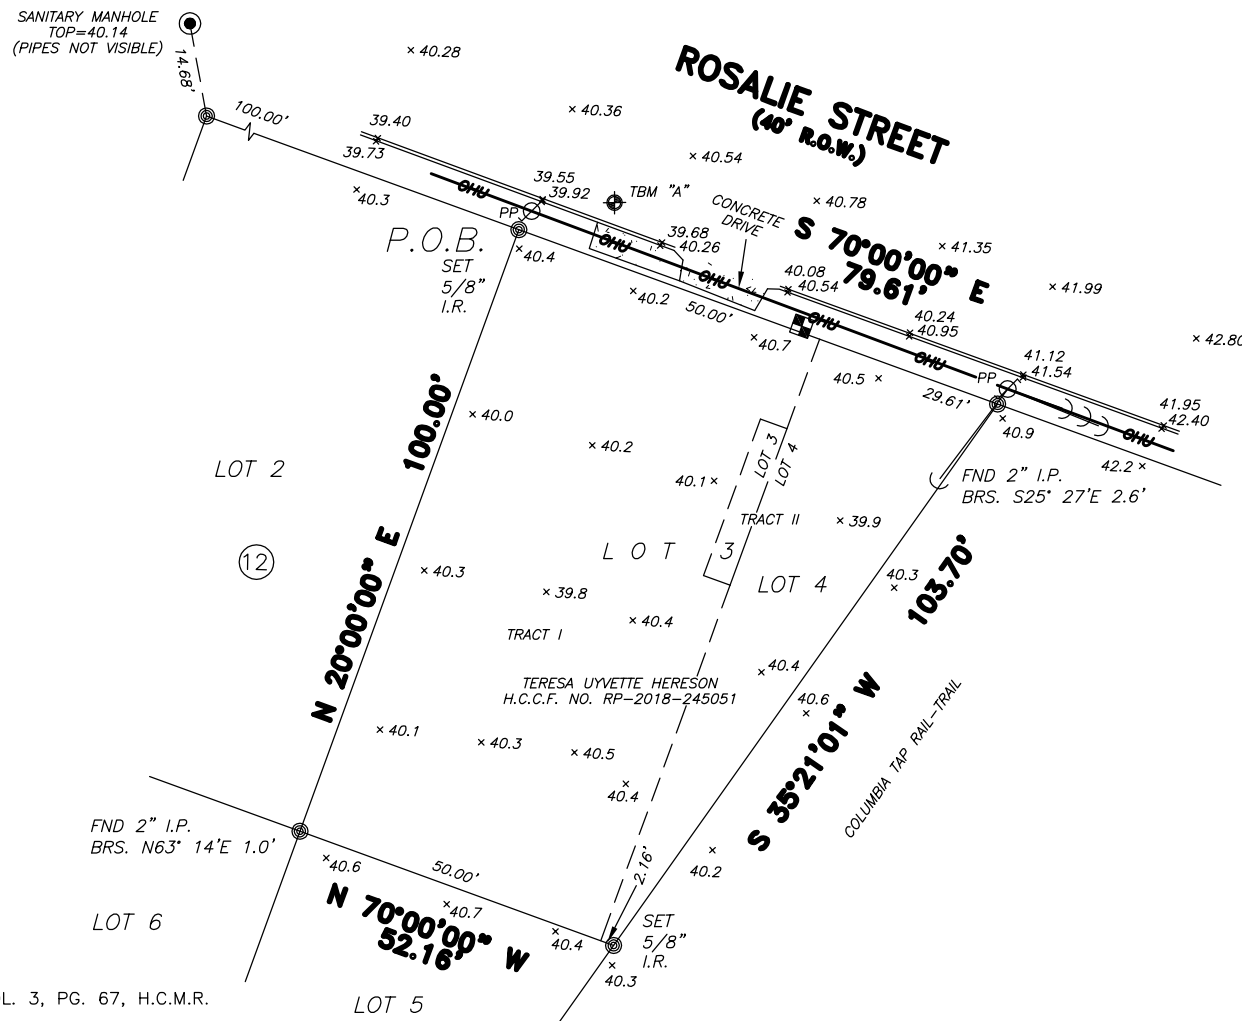 SANITARY MANHOLE
TOP=40.14
(PIPES NOT VISIBLE)
14.68'
100.00'
40.28
40.36
40.54
ROSALIE STREET
(40' R.O.W.)
39.40
39.73
40.3
OHU
39.55
39.92
PP
TBM "A"
CONCRETE
DRIVE
40.78
S 70°00'00" E
79.61'
41.35
41.99
42.80
P.O.B.
SET
5/8"
I.R.
40.4
OHU
39.68
40.26
OHU
40.08
40.54
40.2
50.00'
OHU
40.24
40.95
40.7
OHU
41.12
41.54
PP
40.5
29.61'
41.95
42.40
OHU
40.9
42.2
FND 2" I.P.
BRS. S25° 27'E 2.6'
100.00'
N 20°00'00" E
40.0
40.2
40.1
LOT 3
LOT 4
LOT 2
12
TRACT II
39.9
LOT 3
LOT 4
40.3
103.70'
40.3
39.8
40.4
TRACT I
40.4
TERESA UYVETTE HERESON
H.C.C.F. NO. RP-2018-245051
40.6
S 35°21'01" W
COLUMBIA TAP RAIL-TRAIL
40.1
40.3
40.5
40.4
FND 2" I.P.
BRS. N63° 14'E 1.0'
40.6
50.00'
2.16'
40.2
N 70°00'00" W
52.16'
40.7
40.4
SET
5/8"
I.R.
40.3
LOT 6
LOT 5
L. 3, PG. 67, H.C.M.R.